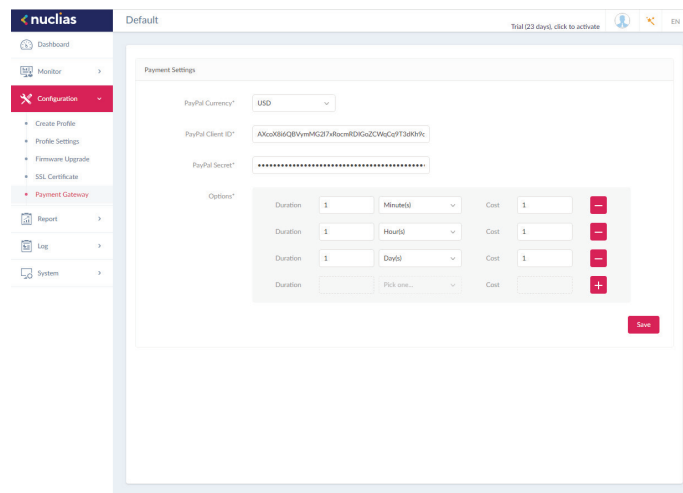 nuclias
Default
Trial (23 days), click to activate
EN
Dashboard
Monitor
Configuration
Create Profile
Profile Settings
Firmware Upgrade
SSL Certificate
Payment Gateway
Report
Log
System
Payment Settings
PayPal Currency* USD
PayPal Client ID*
PayPal Secret*
Options*
Duration 1 Minute(s) Cost 1
Duration 1 Hour(s) Cost 1
Duration 1 Day(s) Cost 1
Duration Pick one... Cost
Save